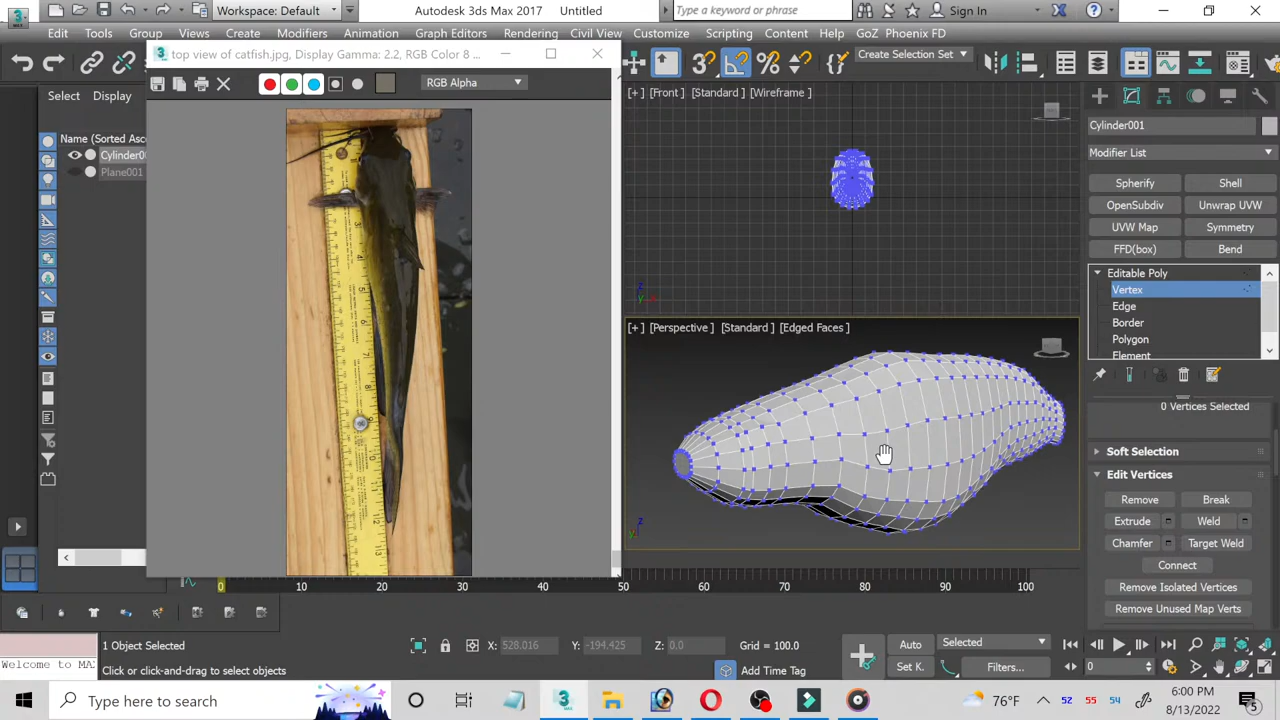 Workspace: Default
Autodesk 3ds Max 2017 Untitled
Type a keyword or phrase
Sign In
Edit Tools Group Views Create Modifiers Animation Graph Editors Rendering Civil View Customize Scripting Content Help GoZ Phoenix FD
Select Display
top view of catfish.jpg, Display Gamma: 2.2, RGB Color 8 ...
Create Selection Set
RGB Alpha
[+] [Front ] [Standard ] [Wireframe ]
Name (Sorted Asc
Cylinder0
Plane001
Cylinder001
Modifier List
Spherify Shell
OpenSubdiv Unwrap UVW
UVW Map Symmetry
FFD(box) Bend
Editable Poly
Vertex
Edge
Border
Polygon
Element
[+] [Perspective ] [Standard ] [Edged Faces ]
0 Vertices Selected
Soft Selection
Edit Vertices
Remove Break
Extrude Weld
Chamfer Target Weld
Connect
Remove Isolated Vertices
Remove Unused Map Verts
0 10 20 30 40 50 60 70 80 90 100
1 Object Selected
X: 528.016 Y: -194.425 Z: 0.0 Grid = 100.0
Auto Selected
Set K. Filters...
0
Welcome to MA
Click or click-and-drag to select objects
Add Time Tag
Type here to search
76°F
52 55 54
6:00 PM
8/13/2022
5